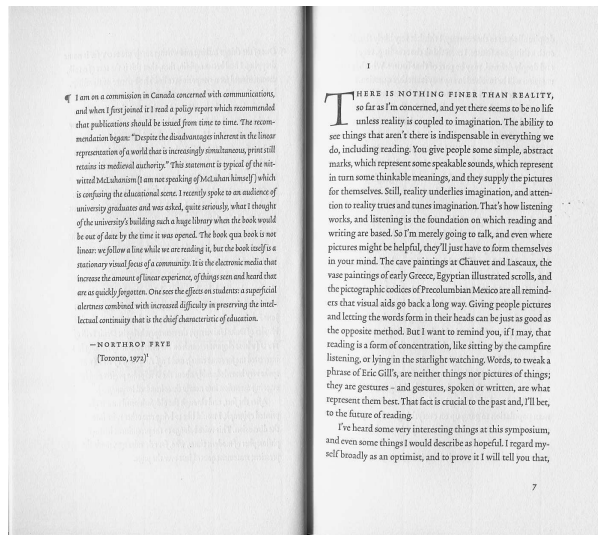 ¶ I am on a commission in Canada concerned with communications,
and when I first joined it I read a policy report which recommended
that publications should be issued from time to time. The recom-
mendation began: “Despite the disadvantages inherent in the linear
representation of a world that is increasingly simultaneous, print still
retains its medieval authority.” This statement is typical of the nit-
witted McLuhanism (I am not speaking of McLuhan himself) which
is confusing the educational scene. I recently spoke to an audience of
university graduates and was asked, quite seriously, what I thought
of the university's building such a huge library when the book would
be out of date by the time it was opened. The book qua book is not
linear: we follow a line while we are reading it, but the book itself is a
stationary visual focus of a community. It is the electronic media that
increase the amount of linear experience, of things seen and heard that
are as quickly forgotten. One sees the effects on students: a superficial
alertness combined with increased difficulty in preserving the intel-
lectual continuity that is the chief characteristic of education.
—NORTHROP FRYE
(Toronto, 1972)¹
I
THERE IS NOTHING FINER THAN REALITY,
so far as I'm concerned, and yet there seems to be no life
unless reality is coupled to imagination. The ability to
see things that aren't there is indispensable in everything we
do, including reading. You give people some simple, abstract
marks, which represent some speakable sounds, which represent
in turn some thinkable meanings, and they supply the pictures
for themselves. Still, reality underlies imagination, and atten-
tion to reality trues and tunes imagination. That's how listening
works, and listening is the foundation on which reading and
writing are based. So I'm merely going to talk, and even where
pictures might be helpful, they'll just have to form themselves
in your mind. The cave paintings at Chauvet and Lascaux, the
vase paintings of early Greece, Egyptian illustrated scrolls, and
the pictographic codices of Precolumbian Mexico are all remind-
ers that visual aids go back a long way. Giving people pictures
and letting the words form in their heads can be just as good as
the opposite method. But I want to remind you, if I may, that
reading is a form of concentration, like sitting by the campfire
listening, or lying in the starlight watching. Words, to tweak a
phrase of Eric Gill's, are neither things nor pictures of things;
they are gestures – and gestures, spoken or written, are what
represent them best. That fact is crucial to the past and, I'll bet,
to the future of reading.
I've heard some very interesting things at this symposium,
and even some things I would describe as hopeful. I regard my-
self broadly as an optimist, and to prove it I will tell you that,
7